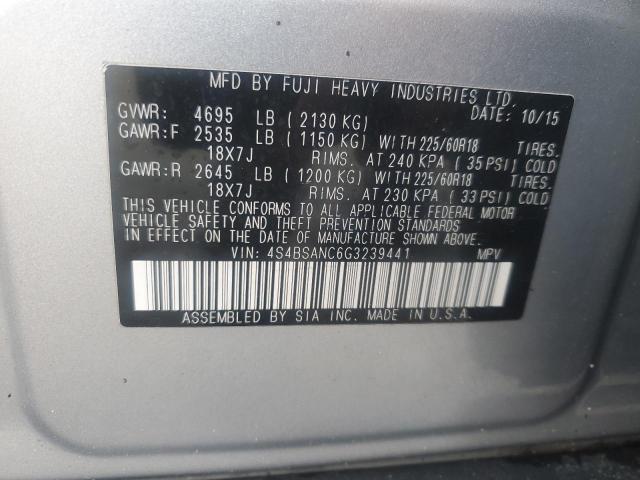 MFD BY FUJI HEAVY INDUSTRIES LTD.
GVWR: 4695 LB ( 2130 KG) DATE: 10/15
GAWR:F 2535 LB ( 1150 KG) WITH 225/60R18 TIRES.
18X7J RIMS. AT 240 KPA ( 35 PSI) COLD
GAWR:R 2645 LB ( 1200 KG) WITH 225/60R18 TIRES.
18X7J RIMS. AT 230 KPA ( 33 PSI) COLD
THIS VEHICLE CONFORMS TO ALL APPLICABLE FEDERAL MOTOR
VEHICLE SAFETY AND THEFT PREVENTION STANDARDS
IN EFFECT ON THE DATE OF MANUFACTURE SHOWN ABOVE.
VIN: 4S4BSANC6G3239441 MPV
ASSEMBLED BY SIA INC. MADE IN U.S.A.